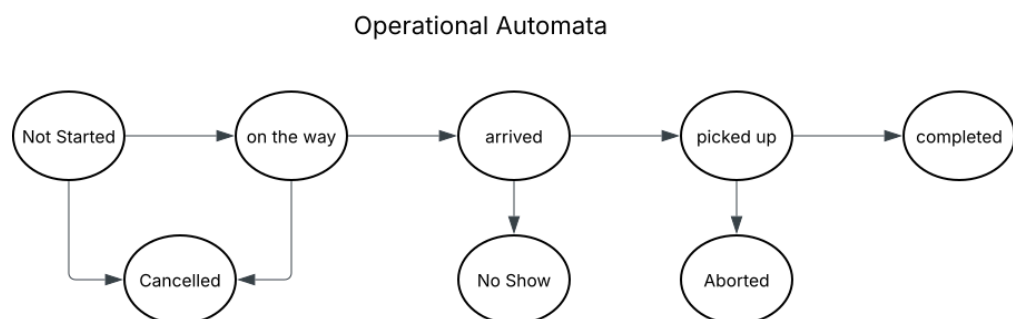 Operational Automata
Not Started
on the way
arrived
picked up
completed
Cancelled
No Show
Aborted